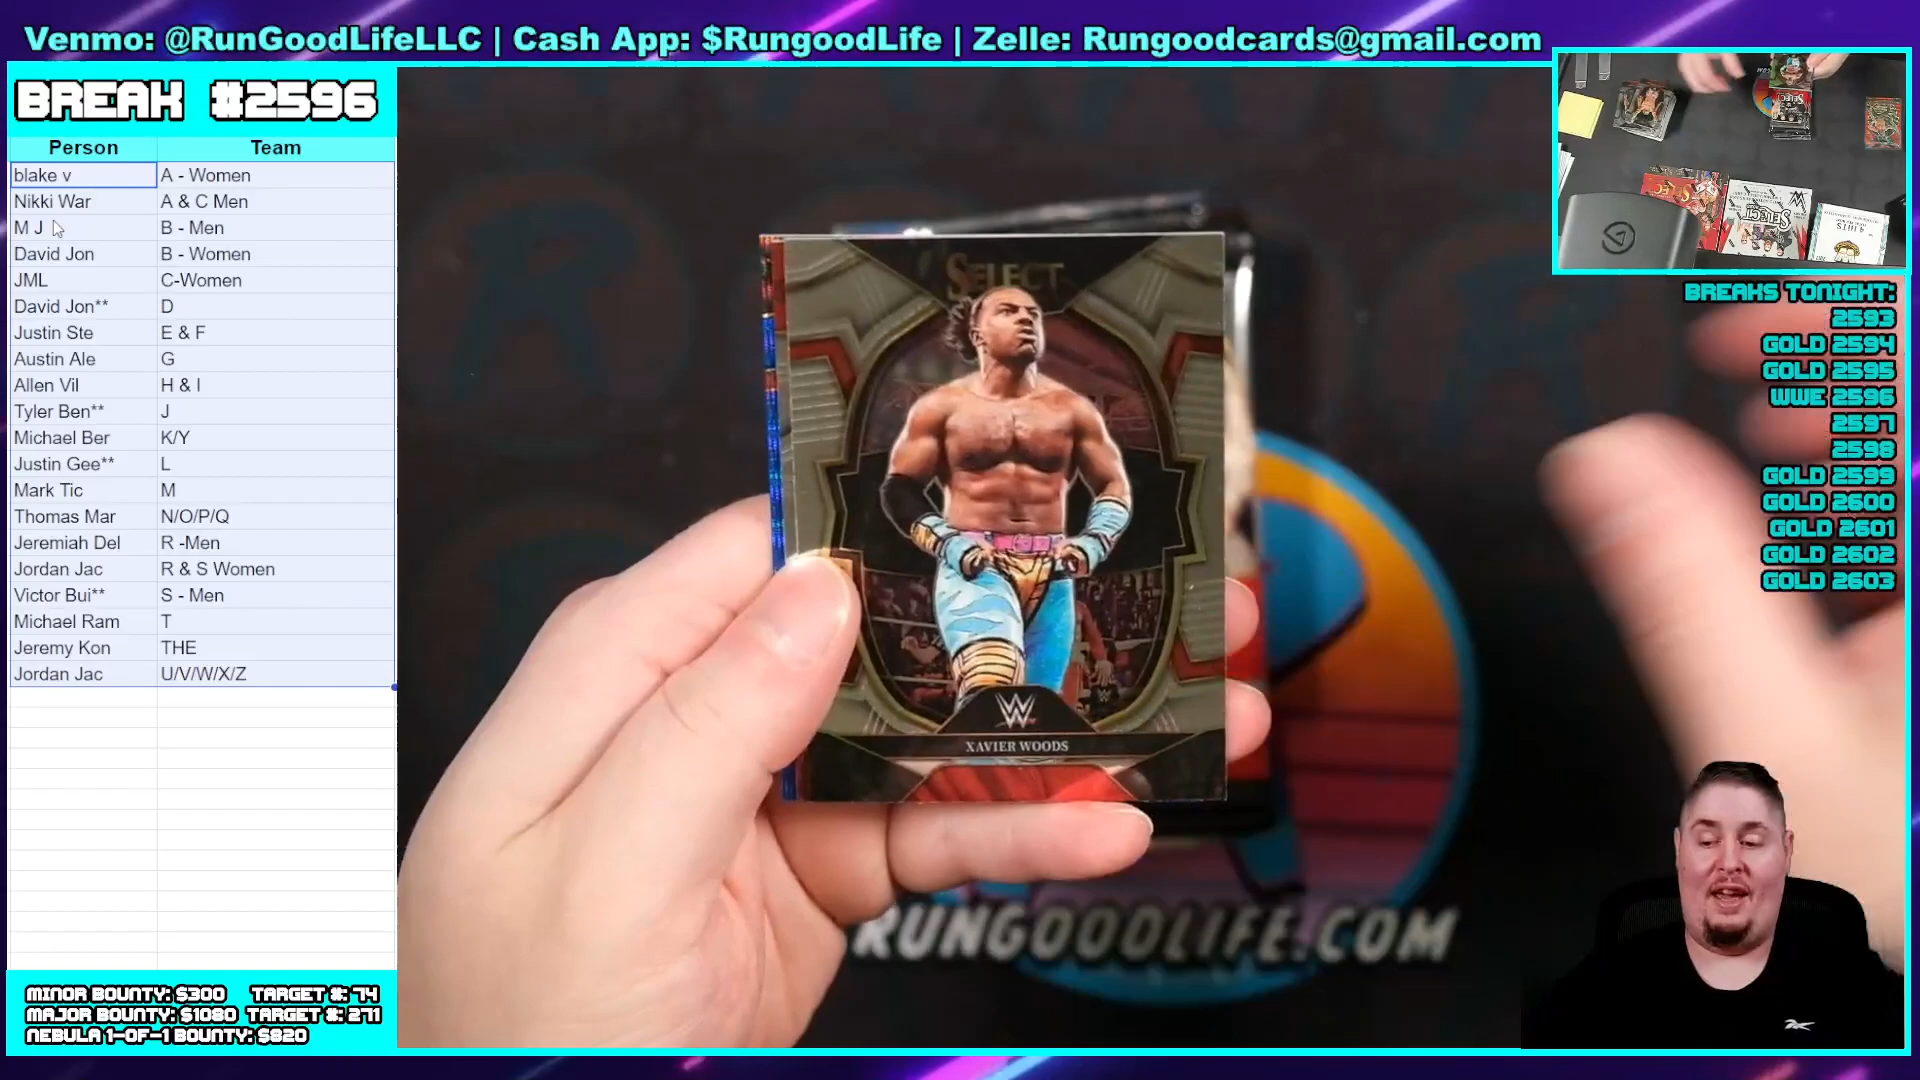 Venmo: @RunGoodLifeLLC | Cash App: $RungoodLife | Zelle: Rungoodcards@gmail.com
BREAK #2596
Person Team
blake v A - Women
Nikki War A & C Men
M J B - Men
David Jon B - Women
JML C-Women
David Jon** D
Justin Ste E & F
Austin Ale G
Allen Vil H & I
Tyler Ben** J
Michael Ber K/Y
Justin Gee** L
Mark Tic M
Thomas Mar N/O/P/Q
Jeremiah Del R -Men
Jordan Jac R & S Women
Victor Bui** S - Men
Michael Ram T
Jeremy Kon THE
Jordan Jac U/V/W/X/Z
MINOR BOUNTY: $300 TARGET #: 74
MAJOR BOUNTY: $1080 TARGET #: 271
NEBULA 1-OF-1 BOUNTY: $820
SELECT
W
XAVIER WOODS
RUNGOODLIFE.COM
SELECT
SELECT
4 HITS
BREAKS TONIGHT:
2593
GOLD 2594
GOLD 2595
WWE 2596
2597
2598
GOLD 2599
GOLD 2600
GOLD 2601
GOLD 2602
GOLD 2603